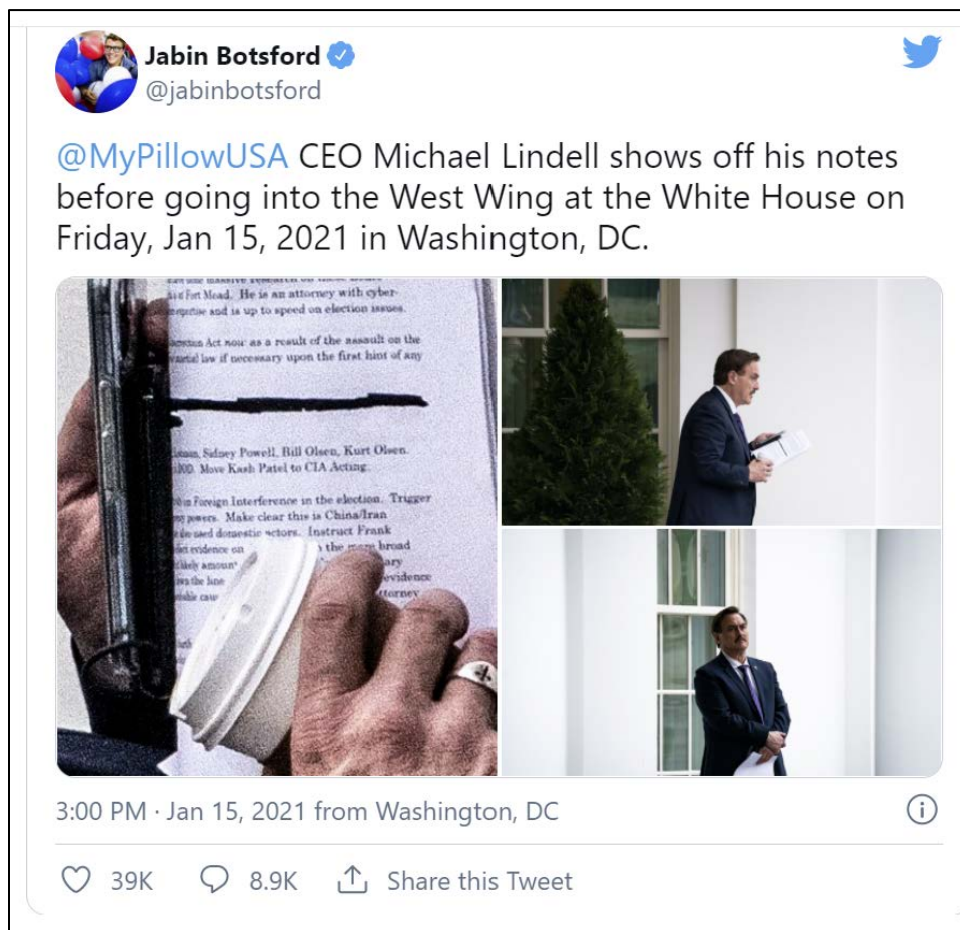 Jabin Botsford
@jabinbotsford
@MyPillowUSA CEO Michael Lindell shows off his notes
before going into the West Wing at the White House on
Friday, Jan 15, 2021 in Washington, DC.
Fort Mead. He is an attorney with cyber-
and is up to speed on election issues.
Act now as a result of the assault on the
law if necessary upon the first hint of any
Sidney Powell, Bill Olsen, Kurt Olsen.
Move Kash Patel to CIA Acting.
Foreign Interference in the election. Trigger
powers. Make clear this is China/Iran
used domestic actors. Instruct Frank
evidence on the more broad
evidence
3:00 PM · Jan 15, 2021 from Washington, DC
39K 8.9K Share this Tweet